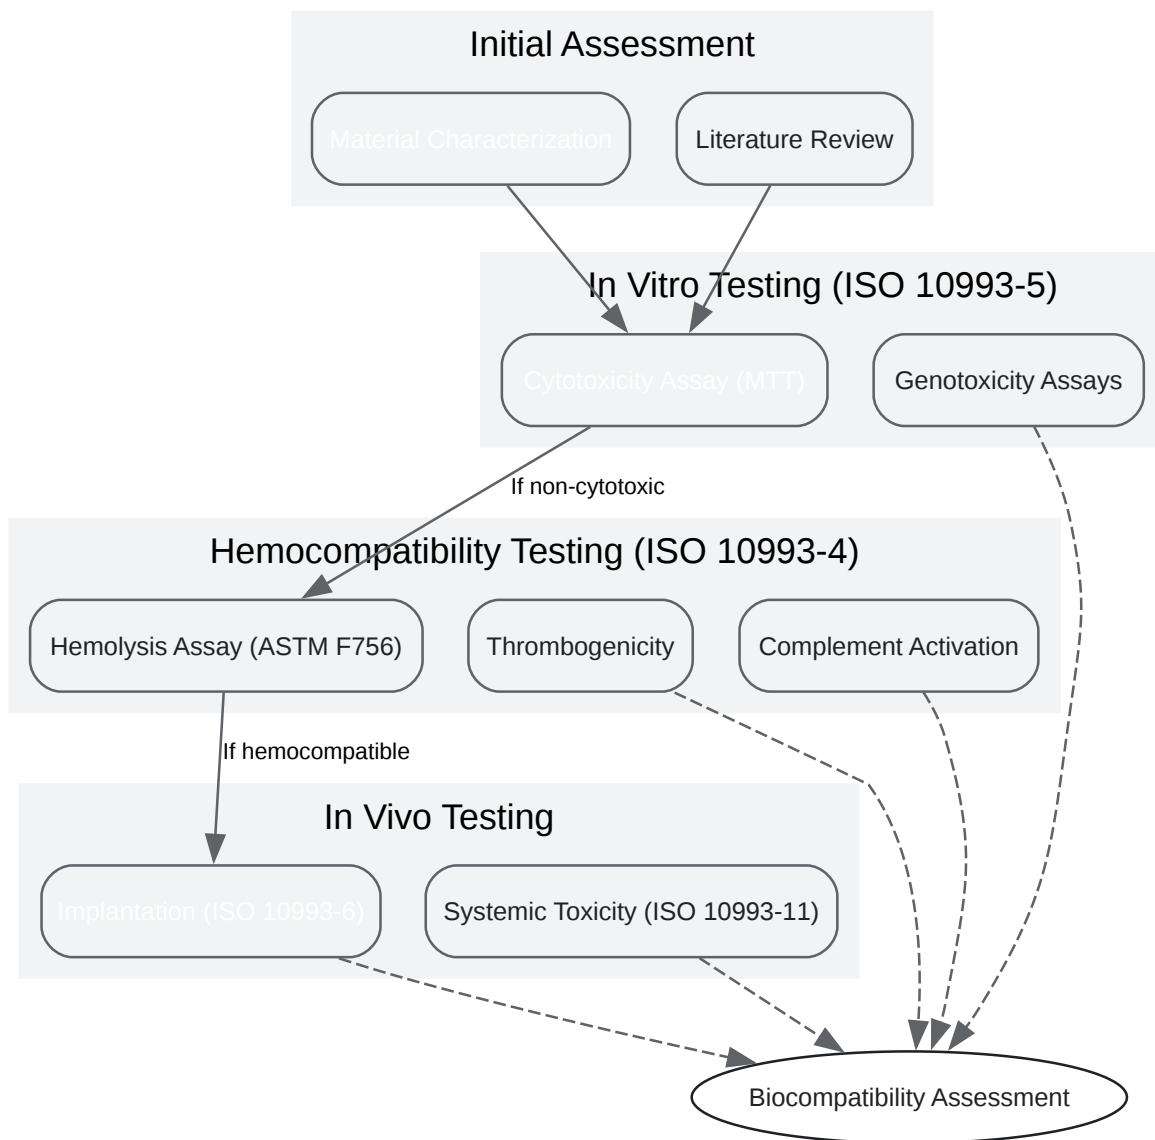 Initial Assessment
Material Characterization
Literature Review
In Vitro Testing (ISO 10993-5)
Cytotoxicity Assay (MTT)
Genotoxicity Assays
If non-cytotoxic
Hemocompatibility Testing (ISO 10993-4)
Hemolysis Assay (ASTM F756)
Thrombogenicity
Complement Activation
If hemocompatible
In Vivo Testing
Implantation (ISO 10993-6)
Systemic Toxicity (ISO 10993-11)
Biocompatibility Assessment